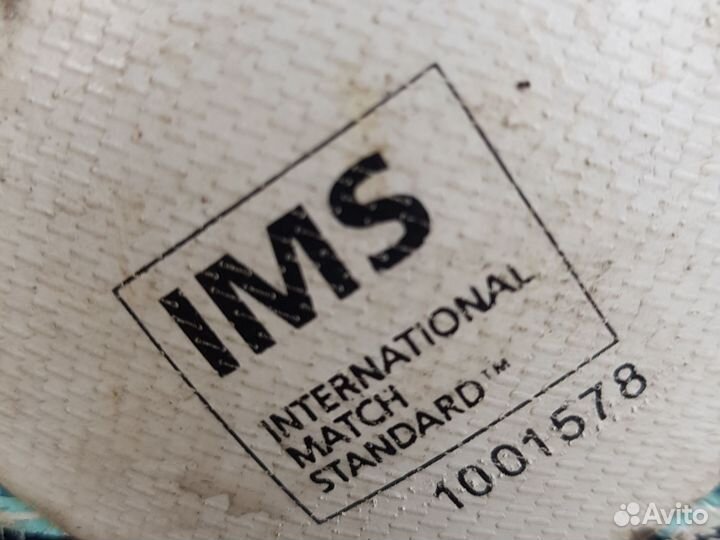 IMS
INTERNATiONAL
MATCH
STANDARD™
1001578
Avito